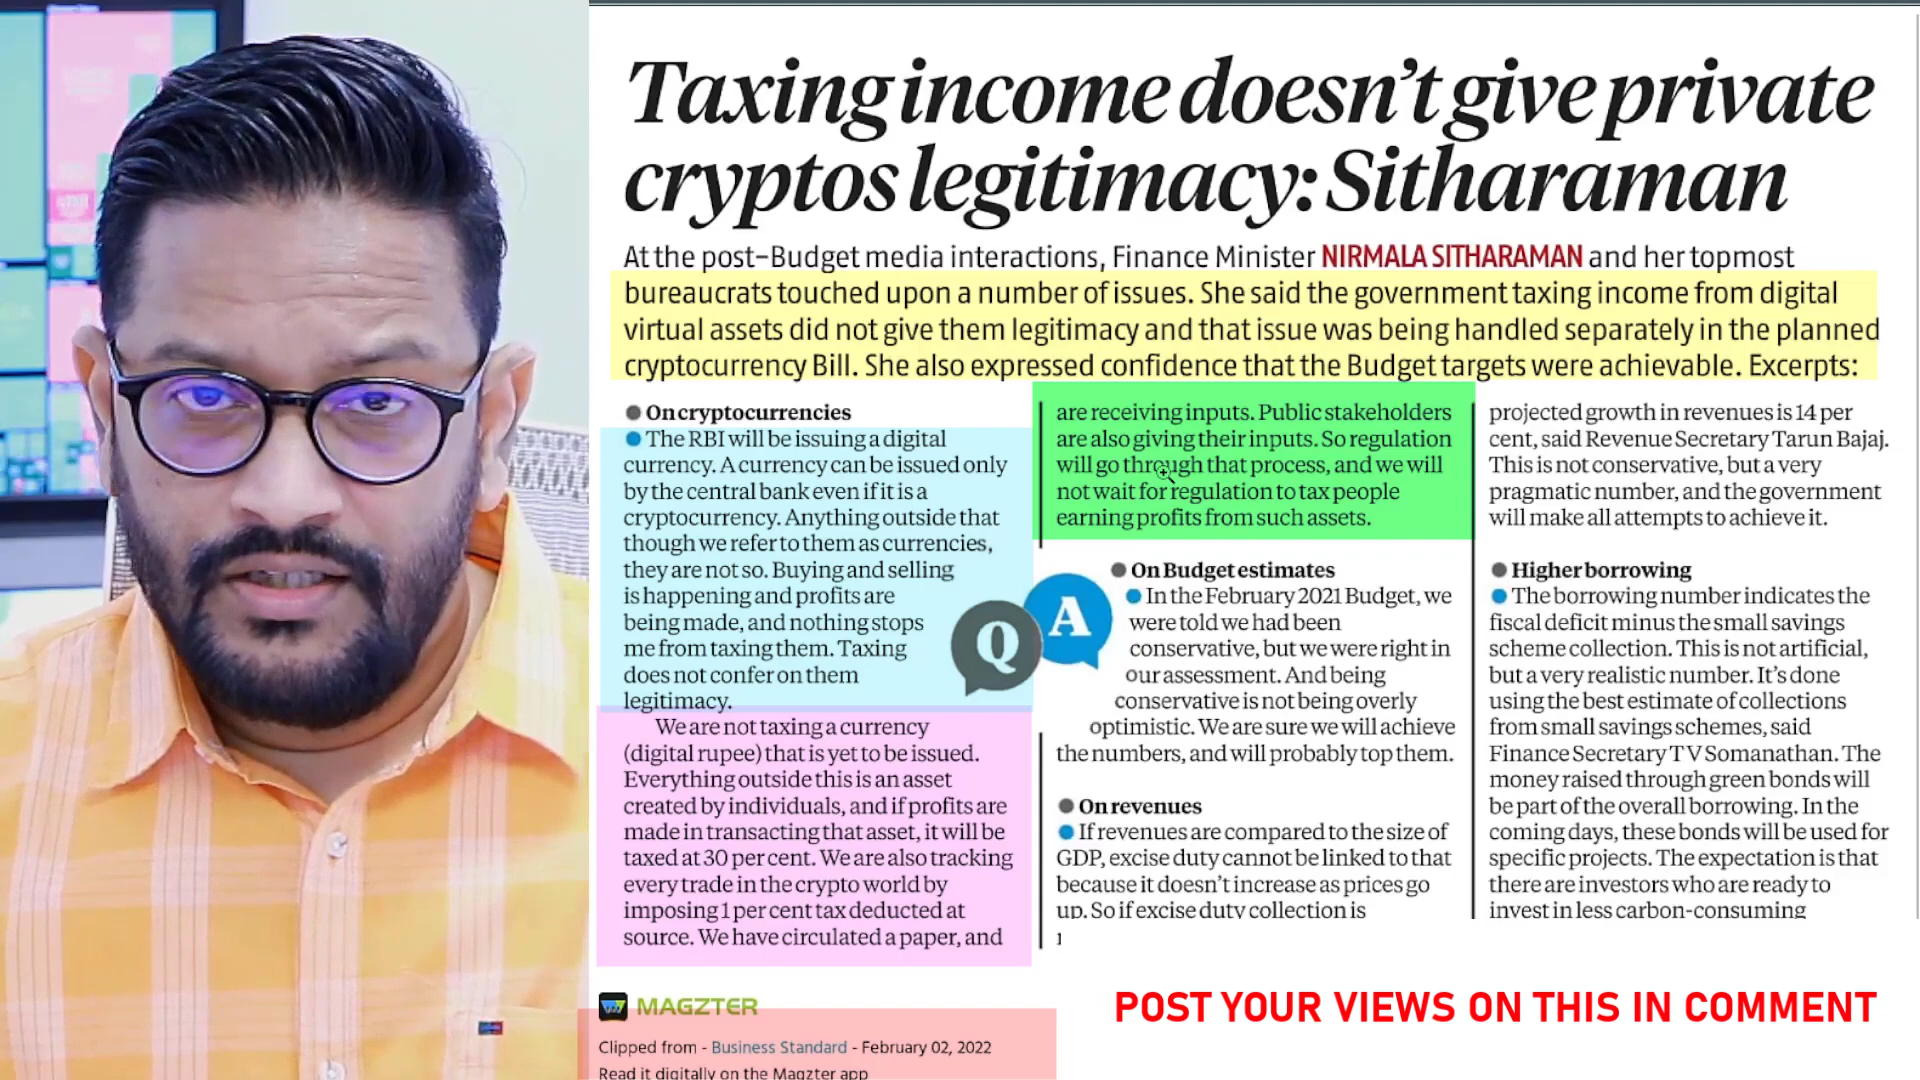 Taxing income doesn't give private
cryptos legitimacy: Sitharaman
At the post-Budget media interactions, Finance Minister NIRMALA SITHARAMAN and her topmost
bureaucrats touched upon a number of issues. She said the government taxing income from digital
virtual assets did not give them legitimacy and that issue was being handled separately in the planned
cryptocurrency Bill. She also expressed confidence that the Budget targets were achievable. Excerpts:
On cryptocurrencies
The RBI will be issuing a digital
currency. A currency can be issued only
by the central bank even if it is a
cryptocurrency. Anything outside that
though we refer to them as currencies,
they are not so. Buying and selling
is happening and profits are
being made, and nothing stops
me from taxing them. Taxing
does not confer on them
legitimacy.
We are not taxing a currency
(digital rupee) that is yet to be issued.
Everything outside this is an asset
created by individuals, and if profits are
made in transacting that asset, it will be
taxed at 30 per cent. We are also tracking
every trade in the crypto world by
imposing 1 per cent tax deducted at
source. We have circulated a paper, and
are receiving inputs. Public stakeholders
are also giving their inputs. So regulation
will go through that process, and we will
not wait for regulation to tax people
earning profits from such assets.
Q A
On Budget estimates
In the February 2021 Budget, we
were told we had been
conservative, but we were right in
our assessment. And being
conservative is not being overly
optimistic. We are sure we will achieve
the numbers, and will probably top them.
On revenues
If revenues are compared to the size of
GDP, excise duty cannot be linked to that
because it doesn't increase as prices go
up. So if excise duty collection is
projected growth in revenues is 14 per
cent, said Revenue Secretary Tarun Bajaj.
This is not conservative, but a very
pragmatic number, and the government
will make all attempts to achieve it.
Higher borrowing
The borrowing number indicates the
fiscal deficit minus the small savings
scheme collection. This is not artificial,
but a very realistic number. It's done
using the best estimate of collections
from small savings schemes, said
Finance Secretary T V Somanathan. The
money raised through green bonds will
be part of the overall borrowing. In the
coming days, these bonds will be used for
specific projects. The expectation is that
there are investors who are ready to
invest in less carbon-consuming
MAGZTER
Clipped from - Business Standard - February 02, 2022
Read it digitally on the Magzter app
POST YOUR VIEWS ON THIS IN COMMENT